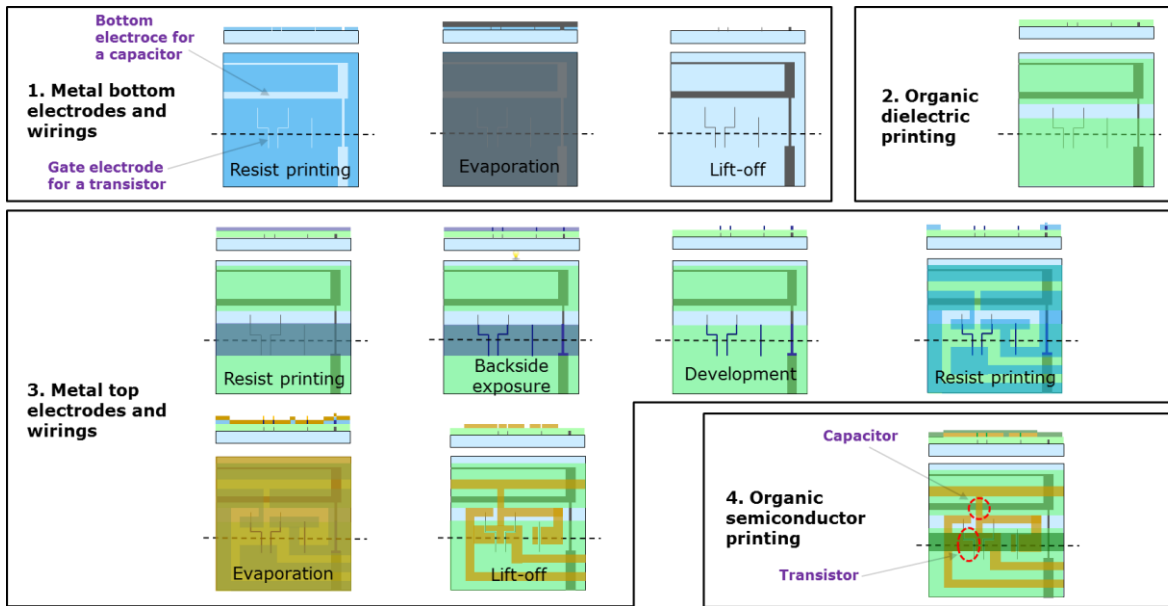 Bottom
electroce for
a capacitor
1. Metal bottom
electrodes and
wirings
Gate electrode
for a transistor
Resist printing
Evaporation
Lift-off
2. Organic
dielectric
printing
3. Metal top
electrodes and
wirings
Resist printing
Backside
exposure
Development
Resist printing
Evaporation
Lift-off
Capacitor
4. Organic
semiconductor
printing
Transistor